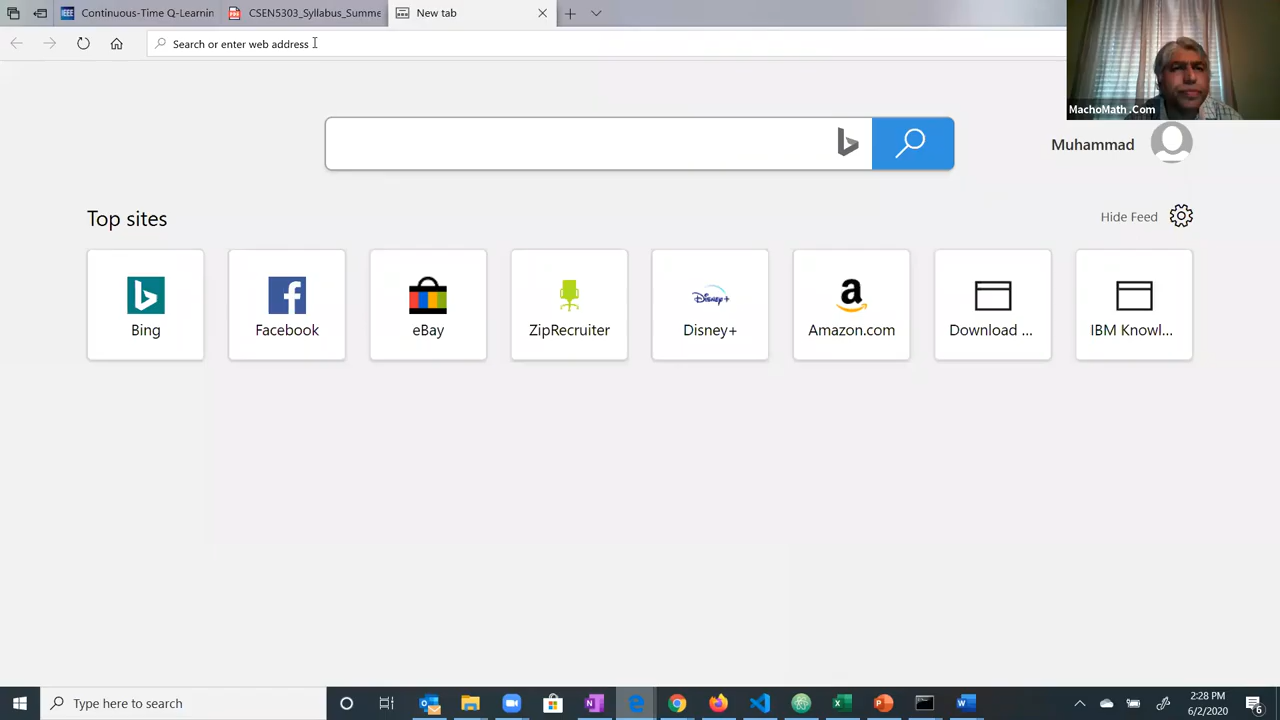 Continuous-Time Q-Learnin
CSEN5303_Syllabus_Summe
New tab
Search or enter web address
MachoMath .Com
Muhammad
Top sites
Hide Feed
Bing
Facebook
eBay
ZipRecruiter
Disney+
Amazon.com
Download ...
IBM Knowl...
Type here to search
2:28 PM
6/2/2020
6